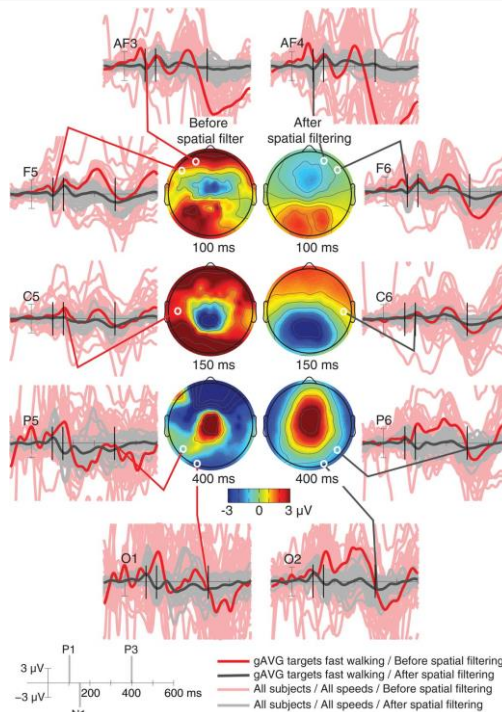 AF3
AF4
Before
spatial filter
After
spatial filtering
F5
F6
100 ms
100 ms
C5
C6
150 ms
150 ms
P5
P6
400 ms
400 ms
-3 0 3 µV
O1
O2
P1
P3
3 µV
−3 µV
200 400 600 ms
N1
gAVG targets fast walking / Before spatial filtering
gAVG targets fast walking / After spatial filtering
All subjects / All speeds / Before spatial filtering
All subjects / All speeds / After spatial filtering